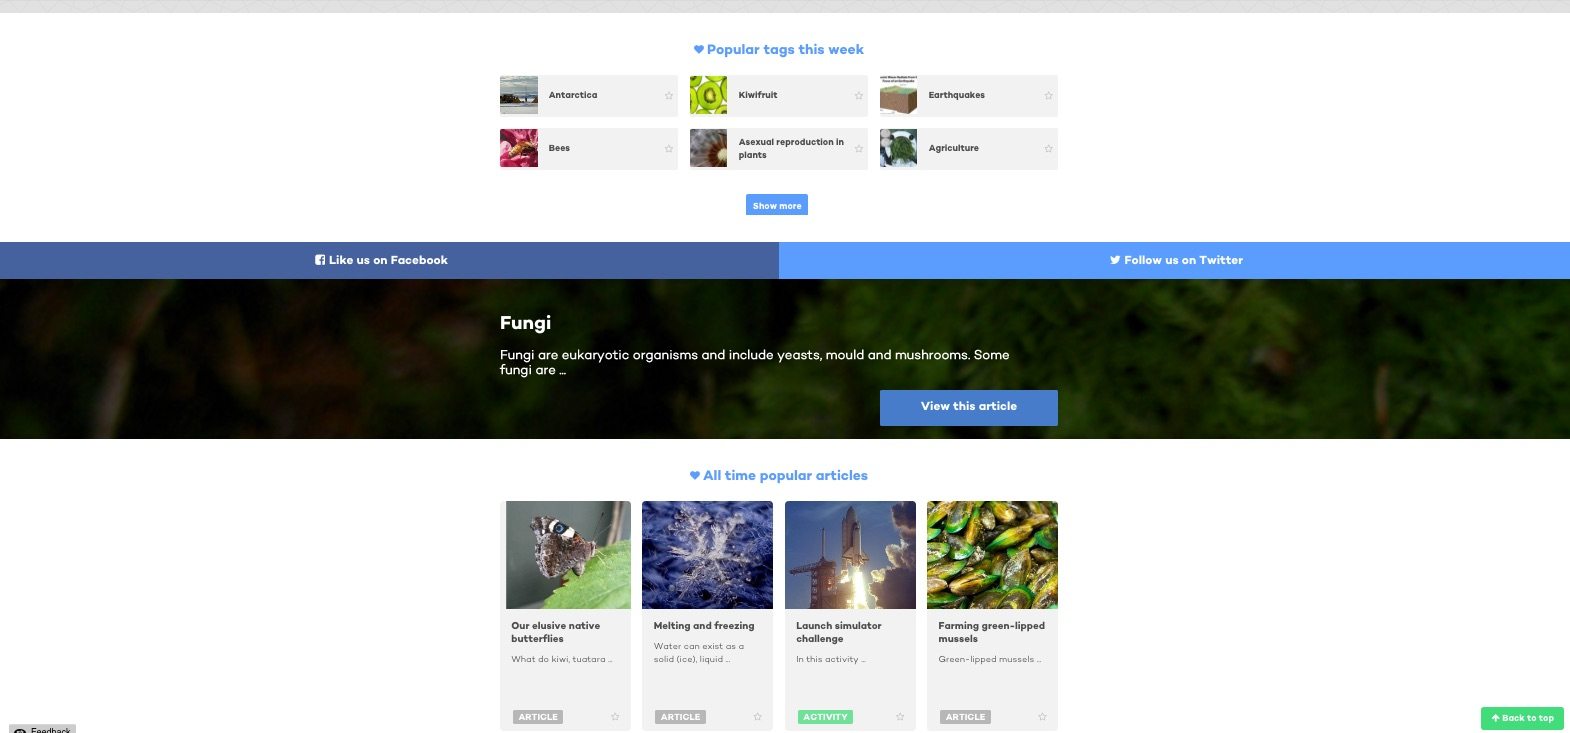 Popular tags this week
Antarctica
Kiwifruit
Earthquakes
Bees
Asexual reproduction in
plants
Agriculture
Show more
Like us on Facebook
Follow us on Twitter
Fungi
Fungi are eukaryotic organisms and include yeasts, mould and mushrooms. Some
fungi are ...
View this article
All time popular articles
Our elusive native
butterflies
What do kiwi, tuatara ...
ARTICLE
Melting and freezing
Water can exist as a
solid (ice), liquid ...
ARTICLE
Launch simulator
challenge
In this activity ...
ACTIVITY
Farming green-lipped
mussels
Green-lipped mussels ...
ARTICLE
Feedback
Back to top